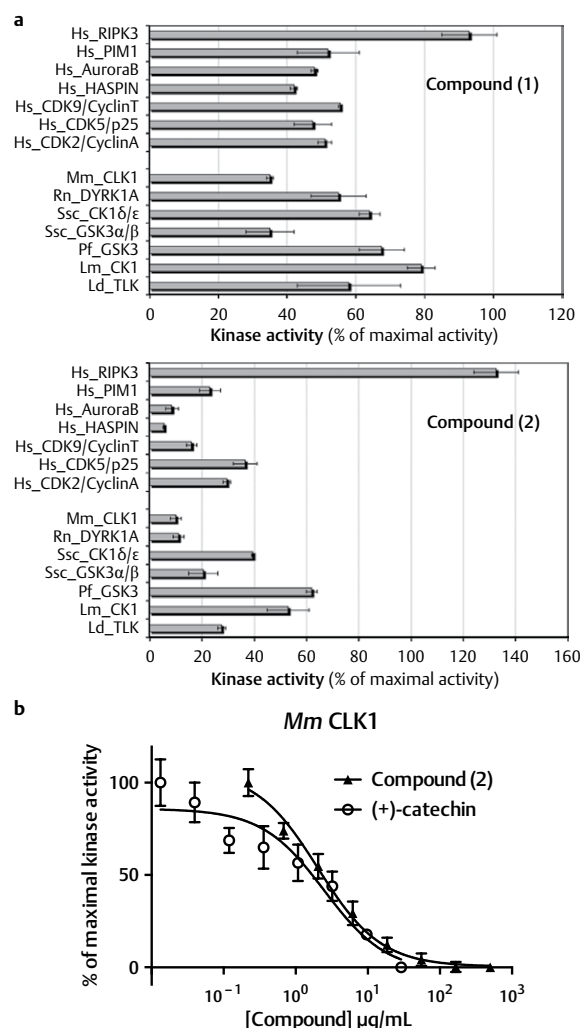 a
Hs_RIPK3
Hs_PIM1
Hs_AuroraB
Hs_HASPIN
Hs_CDK9/CyclinT
Hs_CDK5/p25
Hs_CDK2/CyclinA
Mm_CLK1
Rn_DYRK1A
Ssc_CK1δ/ε
Ssc_GSK3α/β
Pf_GSK3
Lm_CK1
Ld_TLK
Compound (1)
0 20 40 60 80 100 120
Kinase activity (% of maximal activity)
Hs_RIPK3
Hs_PIM1
Hs_AuroraB
Hs_HASPIN
Hs_CDK9/CyclinT
Hs_CDK5/p25
Hs_CDK2/CyclinA
Mm_CLK1
Rn_DYRK1A
Ssc_CK1δ/ε
Ssc_GSK3α/β
Pf_GSK3
Lm_CK1
Ld_TLK
Compound (2)
0 20 40 60 80 100 120 140 160
Kinase activity (% of maximal activity)
b
Mm CLK1
Compound (2)
(+)-catechin
% of maximal kinase activity
100
50
0
10⁻¹ 10⁰ 10¹ 10² 10³
[Compound] µg/mL